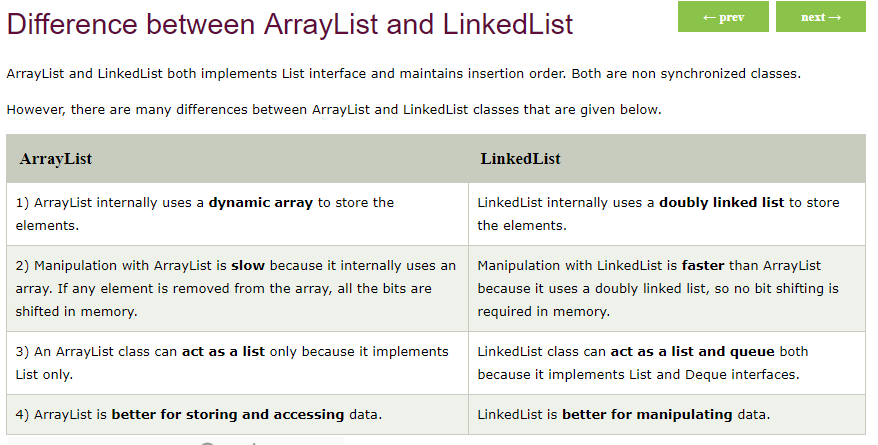 Difference between ArrayList and LinkedList
← prev
next →
ArrayList and LinkedList both implements List interface and maintains insertion order. Both are non synchronized classes.
However, there are many differences between ArrayList and LinkedList classes that are given below.
ArrayList
LinkedList
1) ArrayList internally uses a dynamic array to store the
elements.
LinkedList internally uses a doubly linked list to store
the elements.
2) Manipulation with ArrayList is slow because it internally uses an
array. If any element is removed from the array, all the bits are
shifted in memory.
Manipulation with LinkedList is faster than ArrayList
because it uses a doubly linked list, so no bit shifting is
required in memory.
3) An ArrayList class can act as a list only because it implements
List only.
LinkedList class can act as a list and queue both
because it implements List and Deque interfaces.
4) ArrayList is better for storing and accessing data.
LinkedList is better for manipulating data.